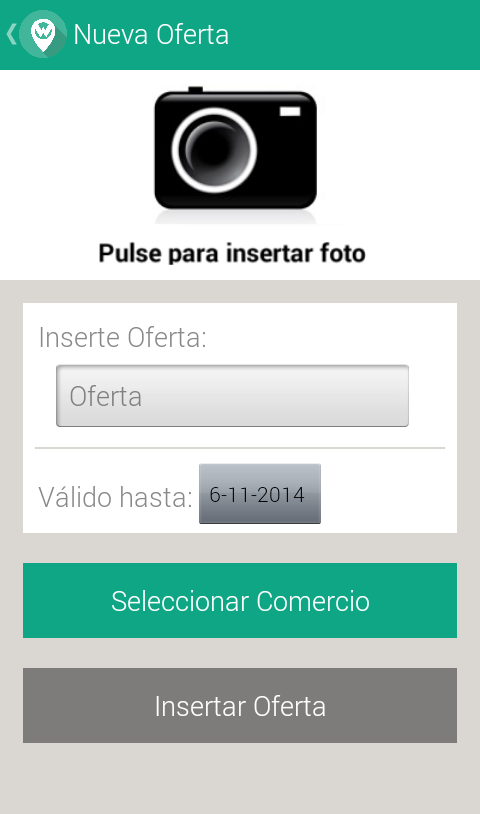 Nueva Oferta
Pulse para insertar foto
Inserte Oferta:
Oferta
Válido hasta: 6-11-2014
Seleccionar Comercio
Insertar Oferta